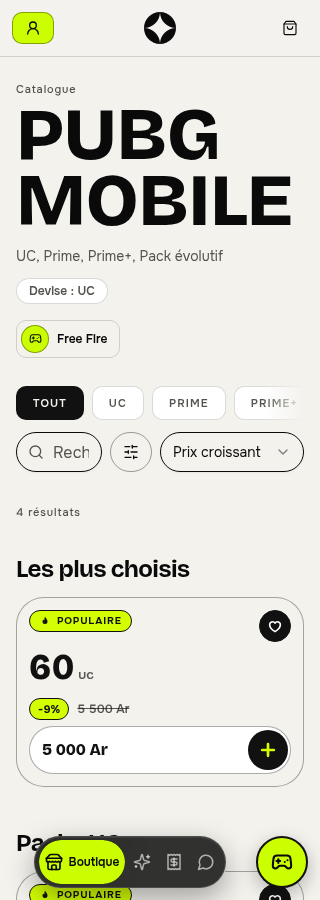 Catalogue
PUBG
MOBILE
UC, Prime, Prime+, Pack évolutif
Devise : UC
Free Fire
TOUT
UC
PRIME
PRIME+
Rech
Prix croissant
4 résultats
Les plus choisis
POPULAIRE
60 UC
-9% 5 500 Ar
5 000 Ar
Boutique
POPULAIRE